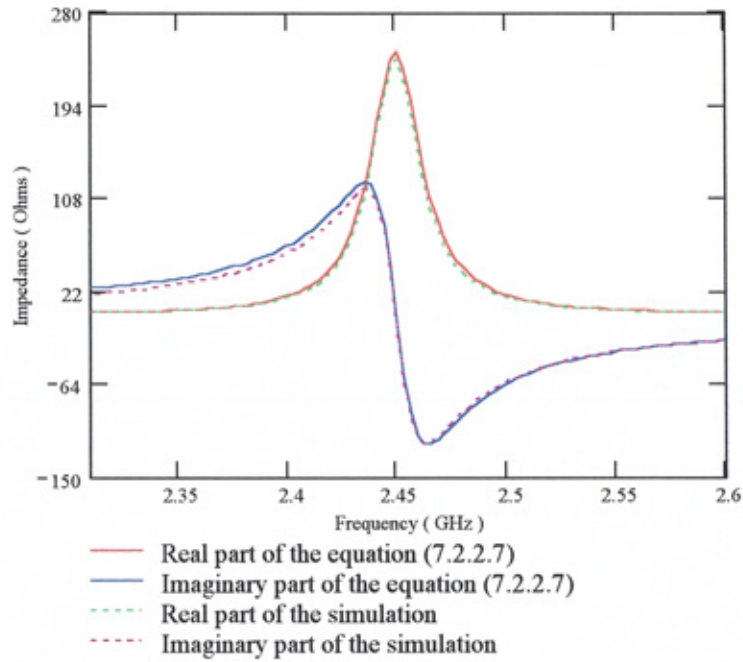 280
194
108
22
−64
−150
Impedance ( Ohms )
2.35
2.4
2.45
2.5
2.55
2.6
Frequency ( GHz )
Real part of the equation (7.2.2.7)
Imaginary part of the equation (7.2.2.7)
Real part of the simulation
Imaginary part of the simulation